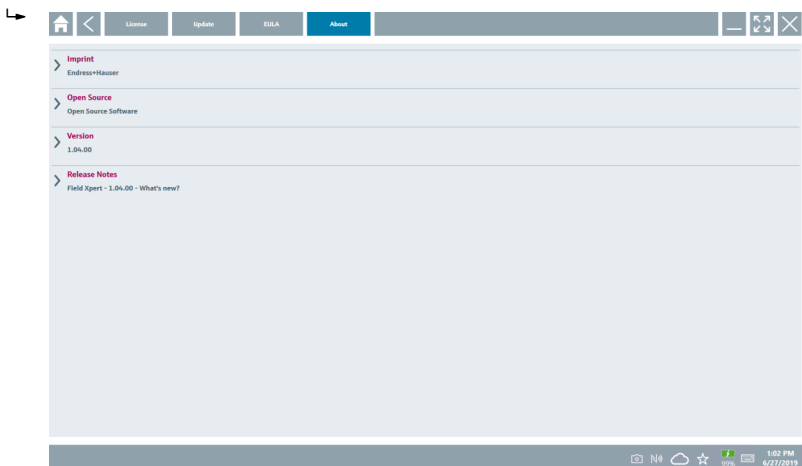 License Update EULA About
Imprint
Endress+Hauser
Open Source
Open Source Software
Version
1.04.00
Release Notes
Field Xpert - 1.04.00 - What's new?
99%
1:02 PM
6/27/2019